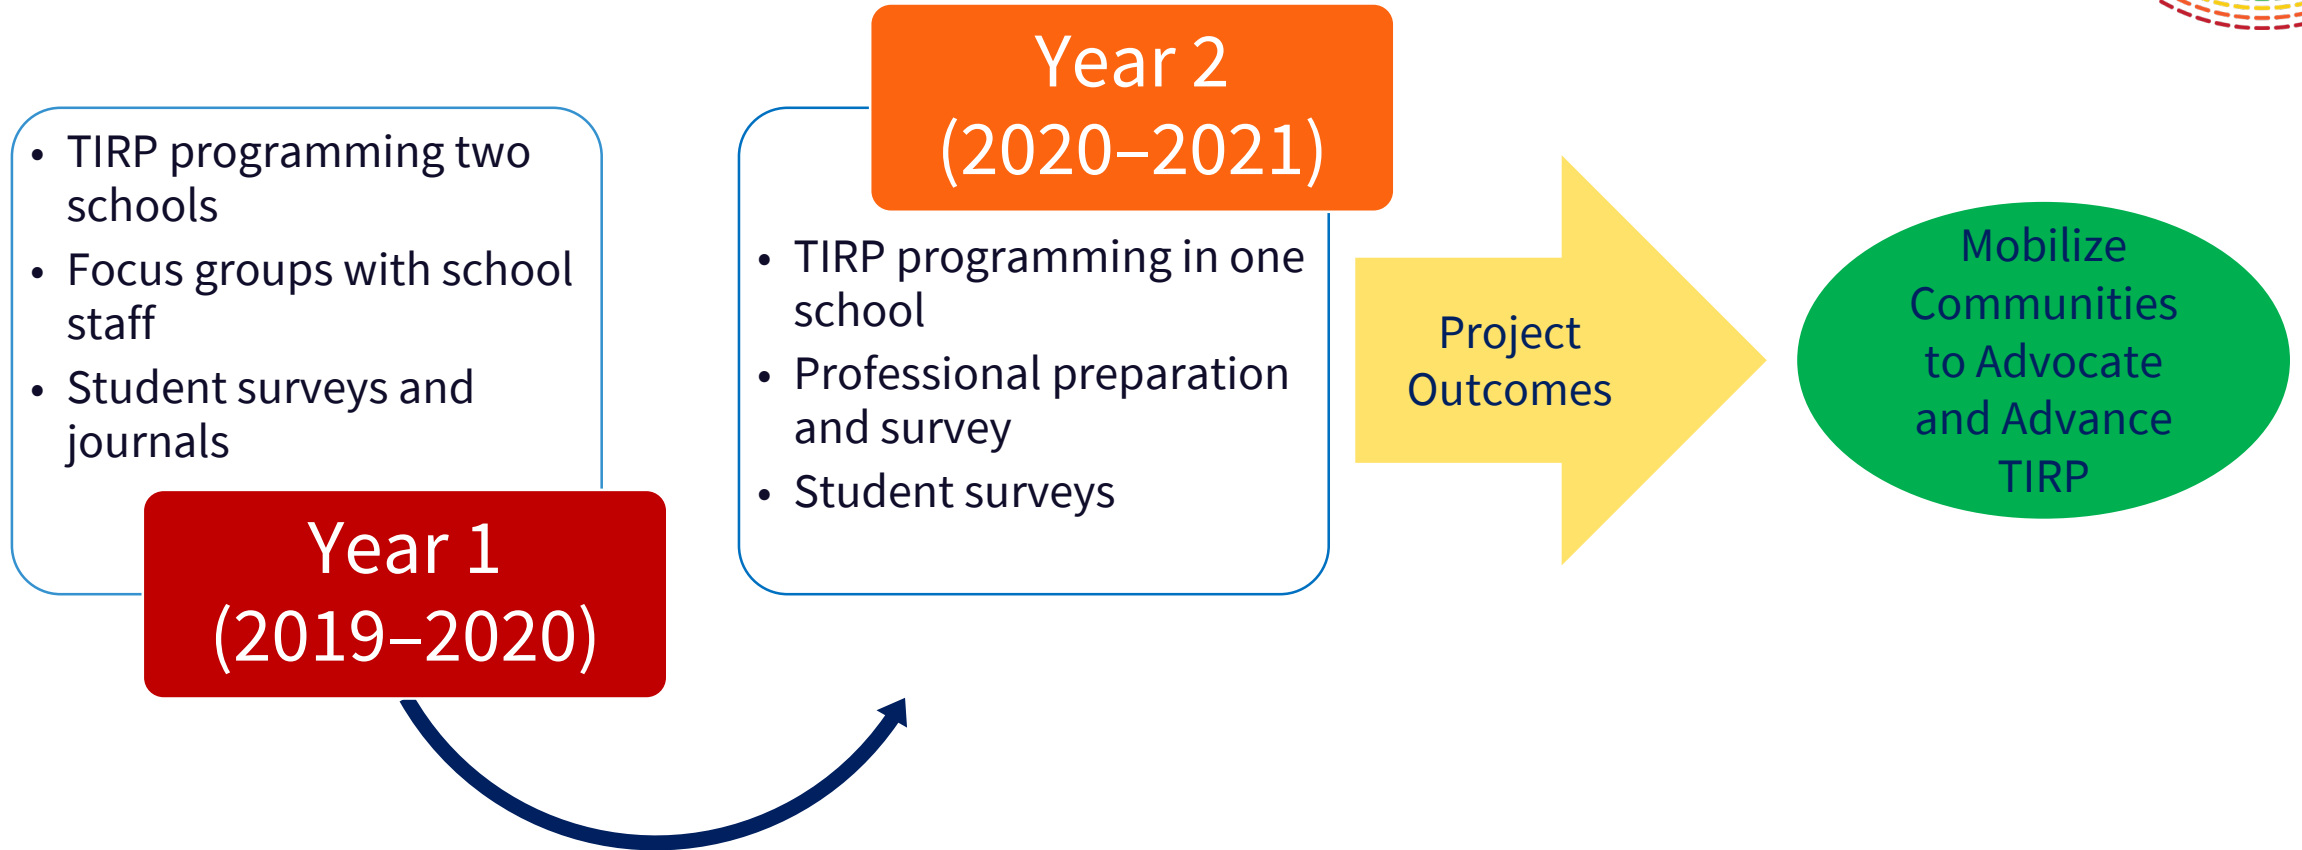 • TIRP programming two
schools
• Focus groups with school
staff
• Student surveys and
journals
Year 1
(2019–2020)
Year 2
(2020–2021)
• TIRP programming in one
school
• Professional preparation
and survey
• Student surveys
Project
Outcomes
Mobilize
Communities
to Advocate
and Advance
TIRP